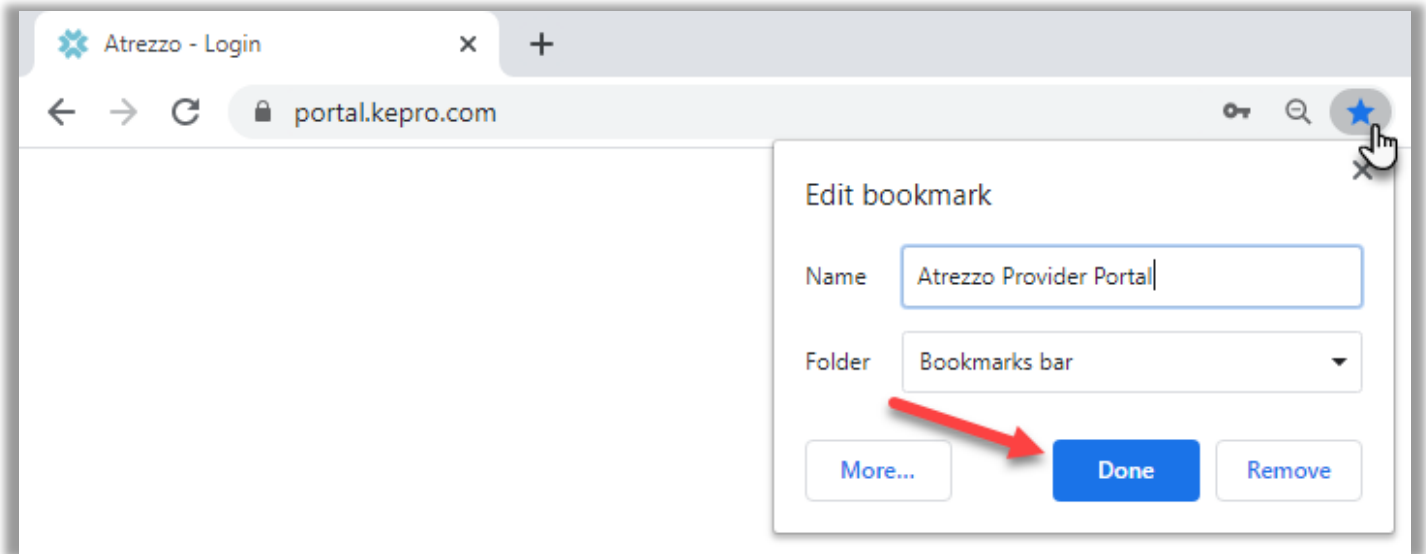 Atrezzo - Login
portal.kepro.com
Edit bookmark
Name Atrezzo Provider Portal
Folder Bookmarks bar
More... Done Remove